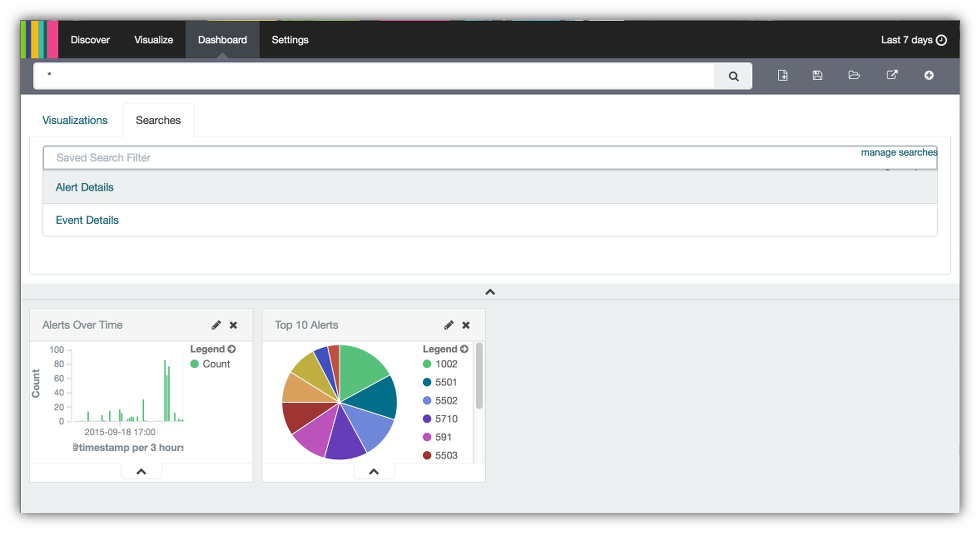 Discover Visualize Dashboard Settings Last 7 days
*
Visualizations Searches
Saved Search Filter manage searches
Alert Details
Event Details
Alerts Over Time
Legend
Count
100
80
60
40
20
0
Count
2015-09-18 17:00
timestamp per 3 hours
Top 10 Alerts
Legend
1002
5501
5502
5710
591
5503